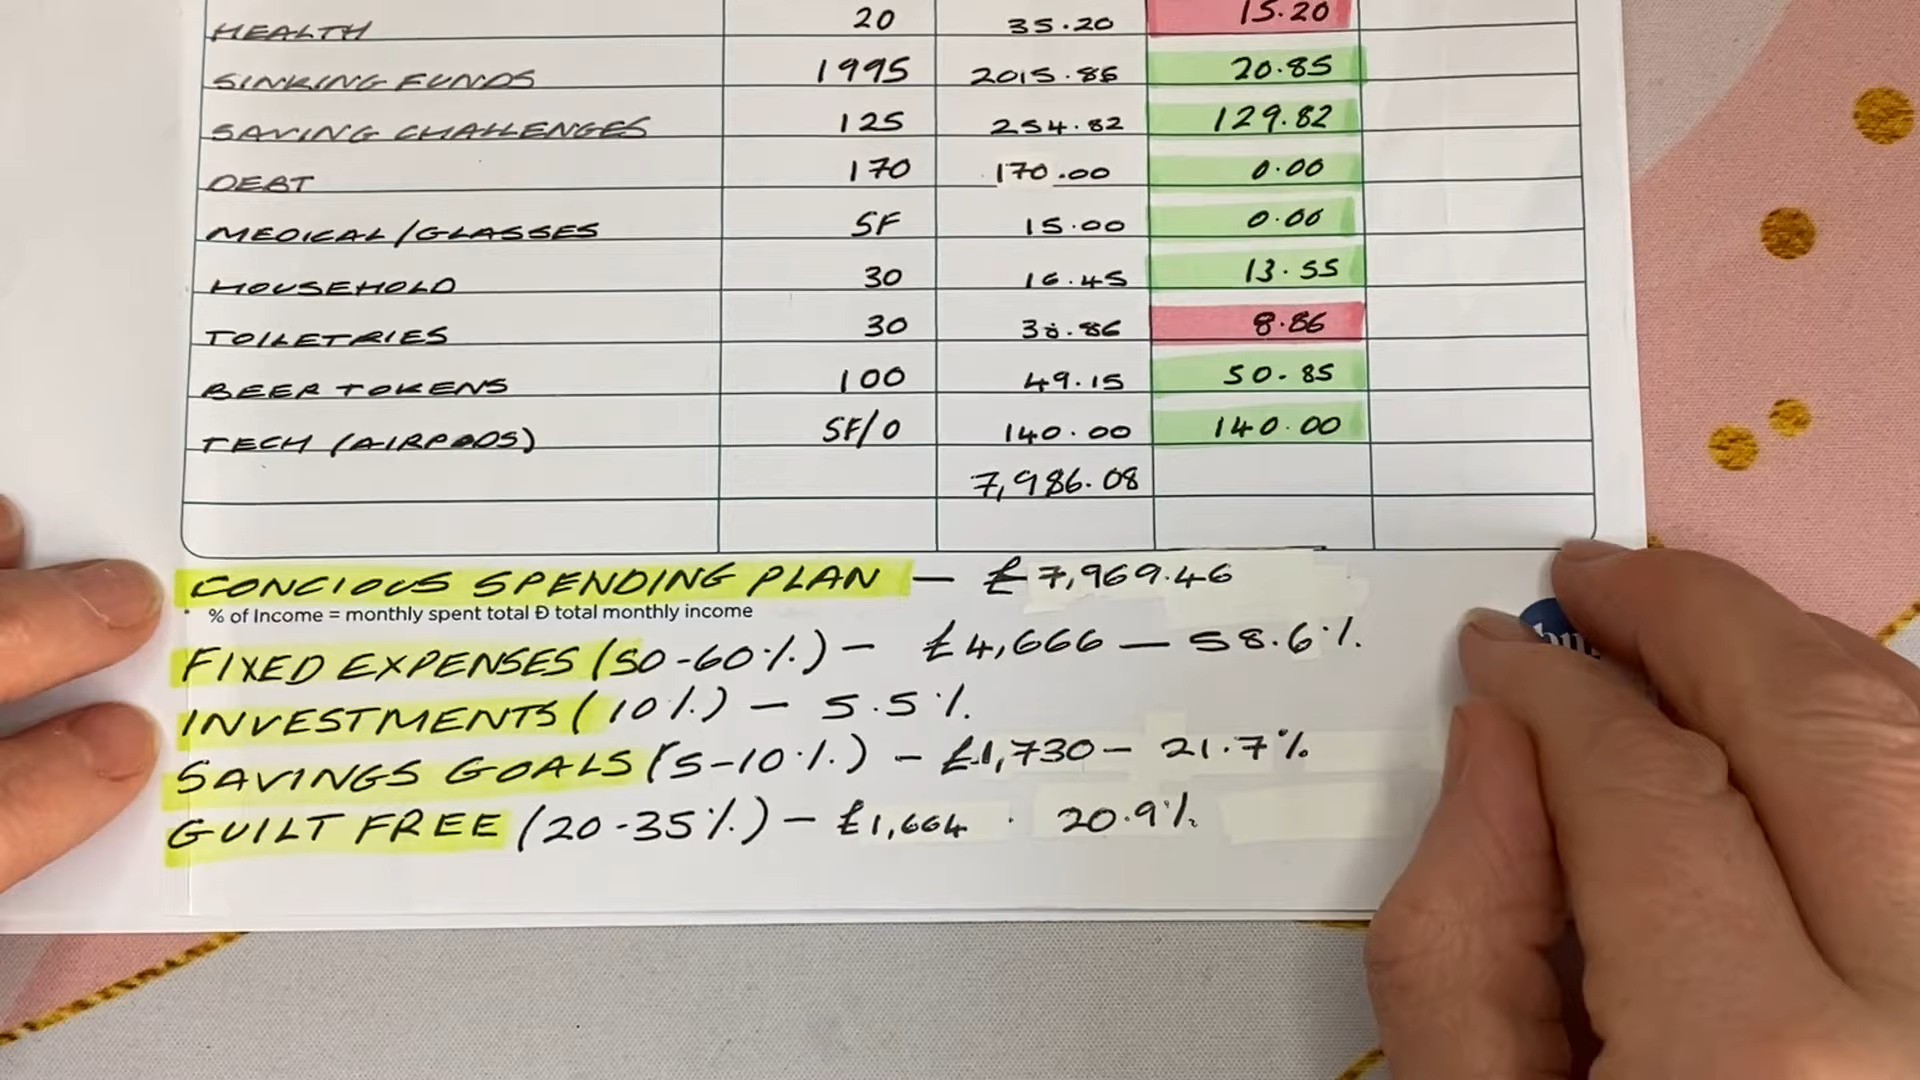 HEALTH 20 35.20 15.20
SINKING FUNDS 1995 2015.85 20.85
SAVING CHALLENGES 125 254.82 129.82
DEBT 170 170.00 0.00
MEDICAL/GLASSES SF 15.00 0.00
HOUSEHOLD 30 16.45 13.55
TOILETRIES 30 38.86 8.86
BEER TOKENS 100 49.15 50.85
TECH (AIRPODS) SF/0 140.00 140.00
7,986.08
CONCIOUS SPENDING PLAN — £7,969.46
* % of Income = monthly spent total Ð total monthly income
FIXED EXPENSES (50-60%) - £4,666 — 58.6%
INVESTMENTS (10%) — 5.5%
SAVINGS GOALS (5-10%) - £1,730 - 21.7%
GUILT FREE (20-35%) — £1,664 20.9%